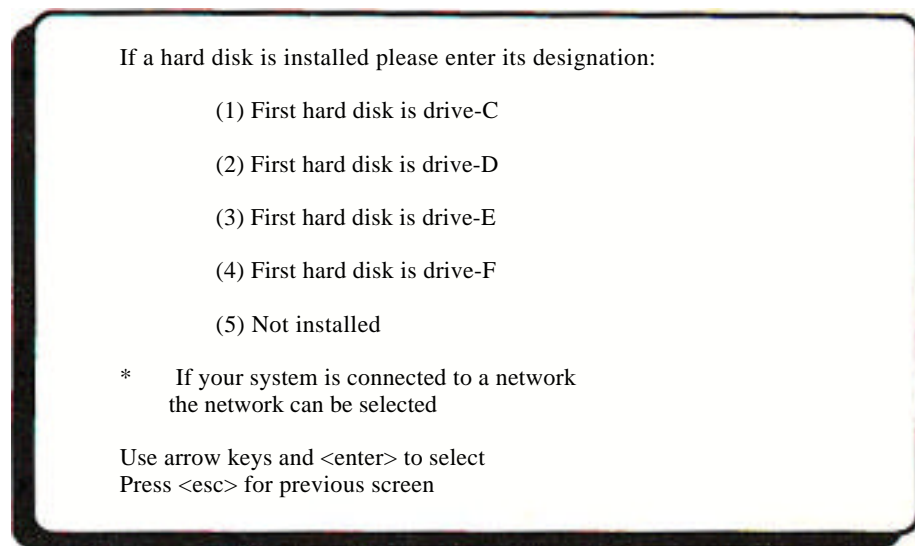 If a hard disk is installed please enter its designation:
(1) First hard disk is drive-C
(2) First hard disk is drive-D
(3) First hard disk is drive-E
(4) First hard disk is drive-F
(5) Not installed
* If your system is connected to a network
the network can be selected
Use arrow keys and <enter> to select
Press <esc> for previous screen